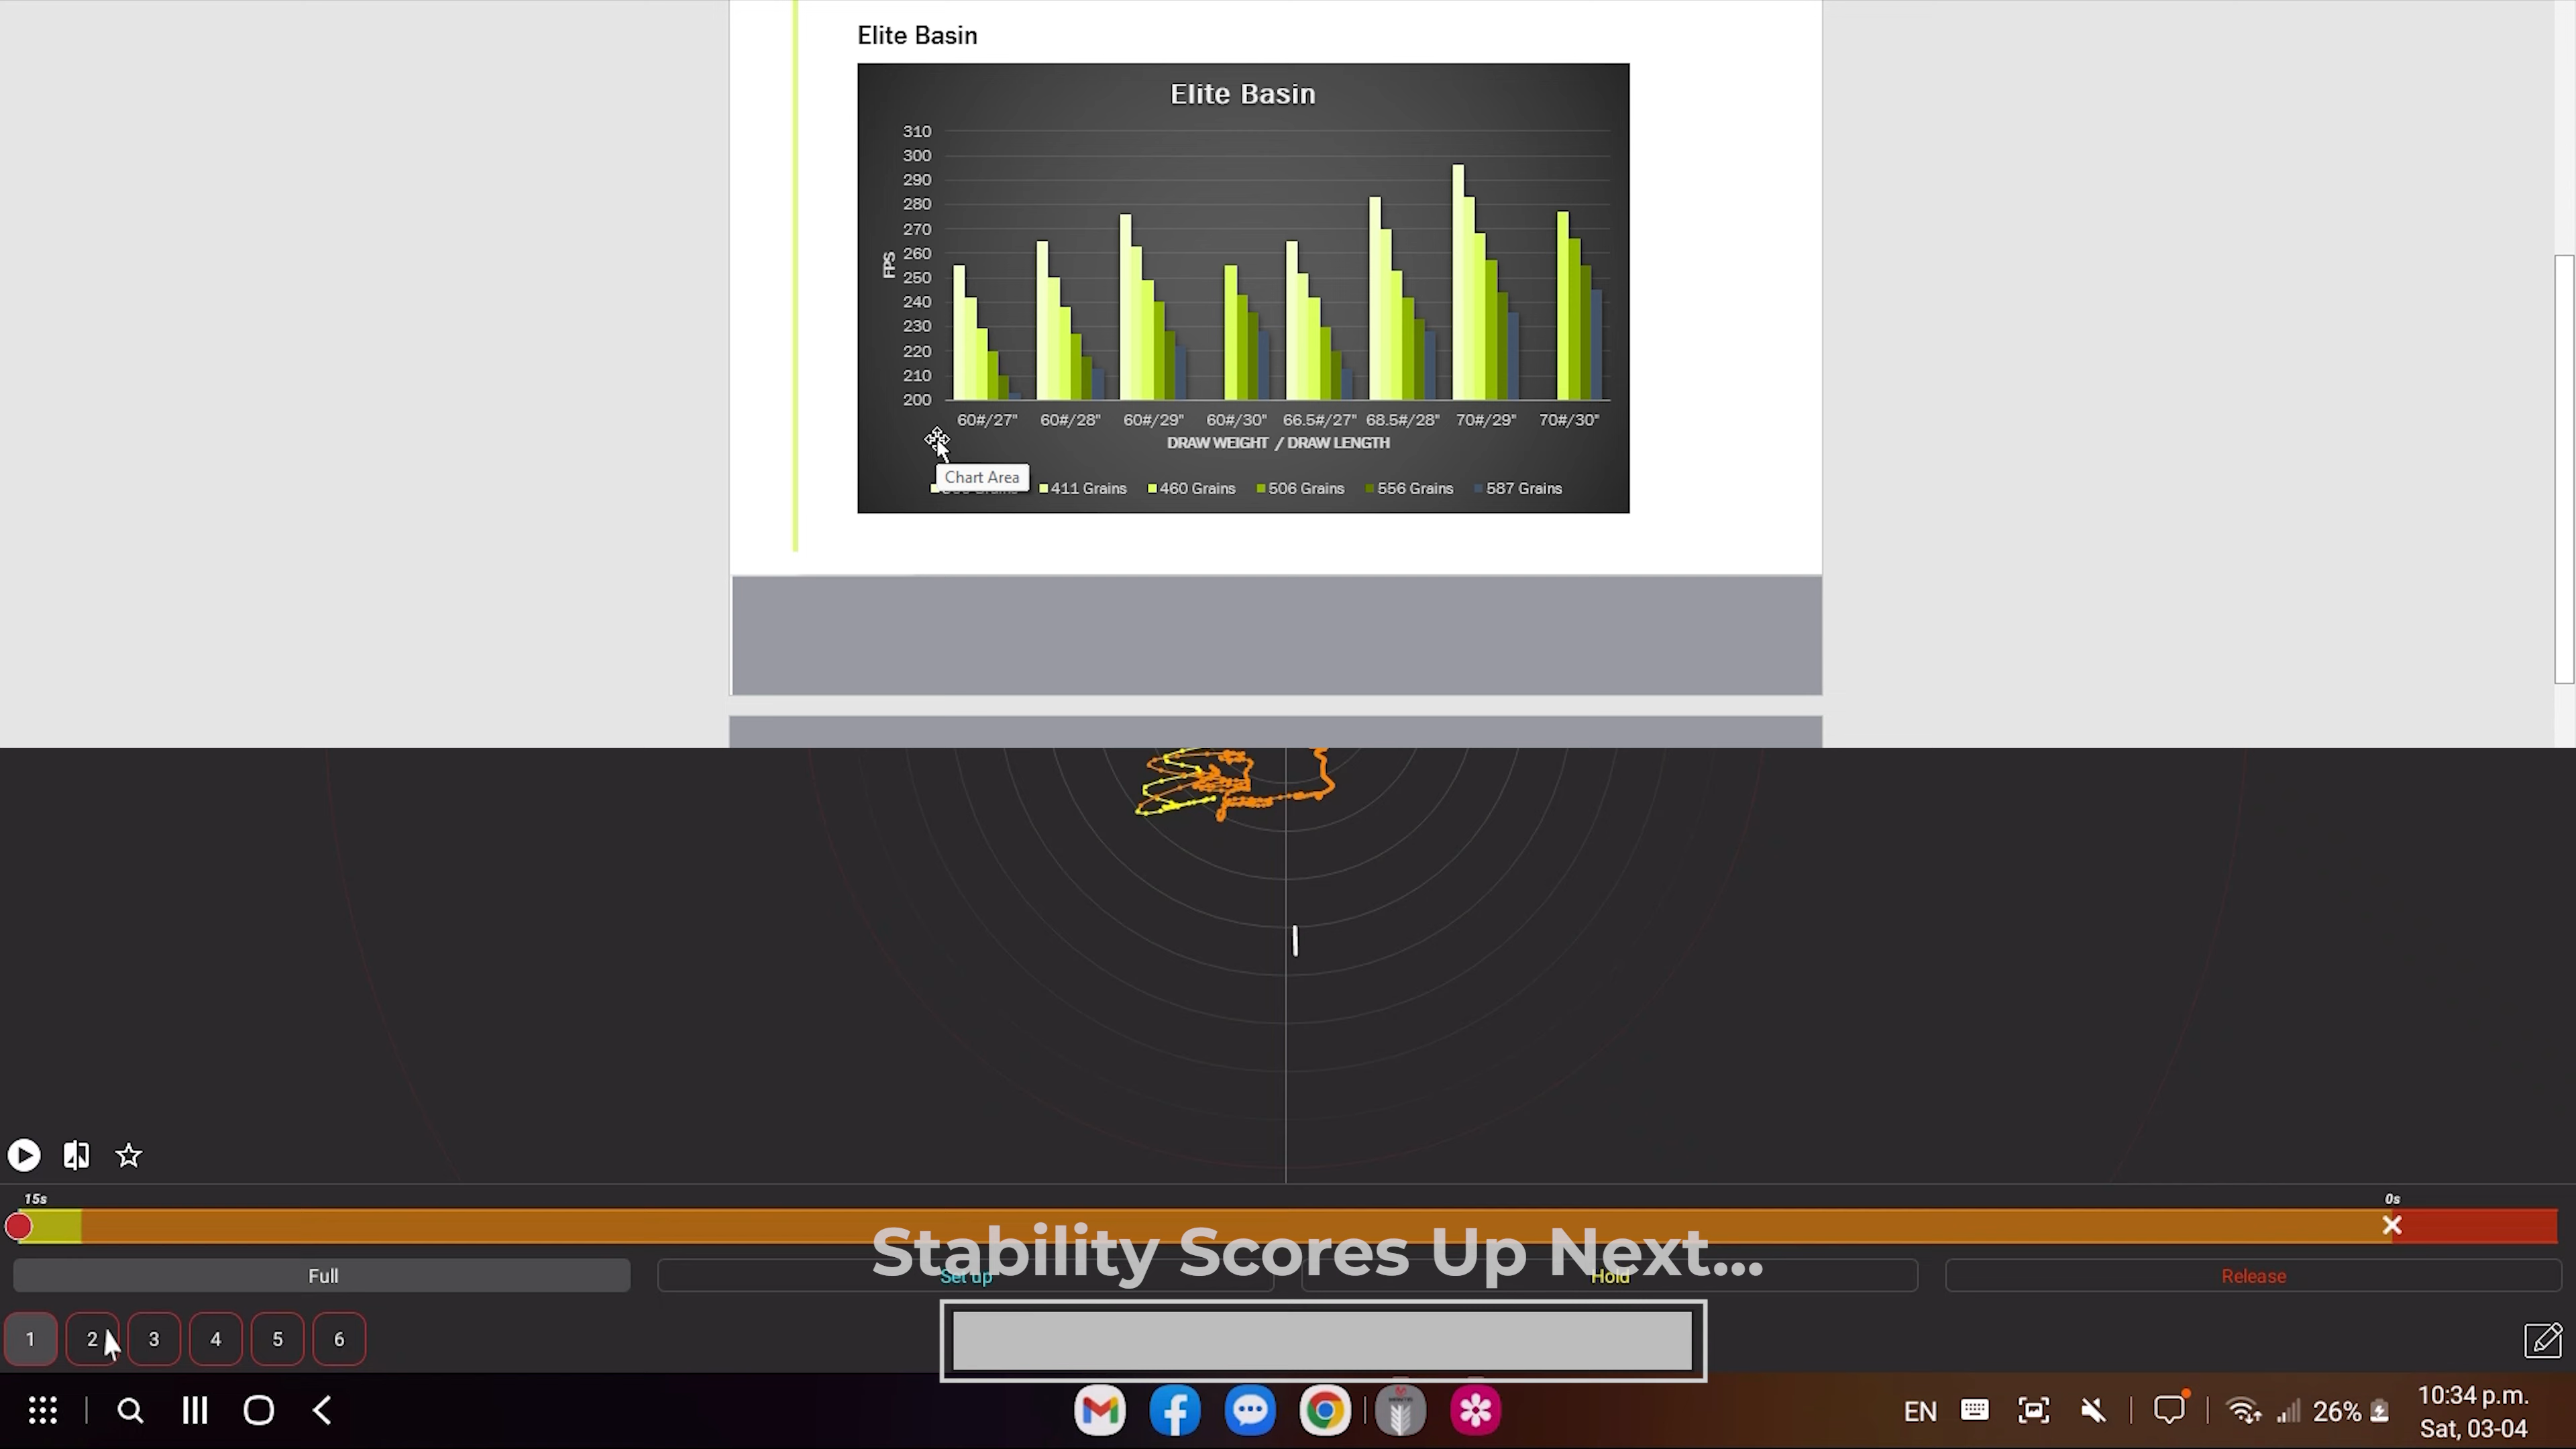 Elite Basin
Elite Basin
310
300
290
280
270
260
250
240
230
220
210
200
FPS
60#/27" 60#/28" 60#/29" 60#/30" 66.5#/27" 68.5#/28" 70#/29" 70#/30"
DRAW WEIGHT / DRAW LENGTH
Chart Area
411 Grains 460 Grains 506 Grains 556 Grains 587 Grains
15s 0s
Stability Scores Up Next...
Full Set up Hold Release
1 2 3 4 5 6
EN 26% 10:34 p.m.
Sat, 03-04